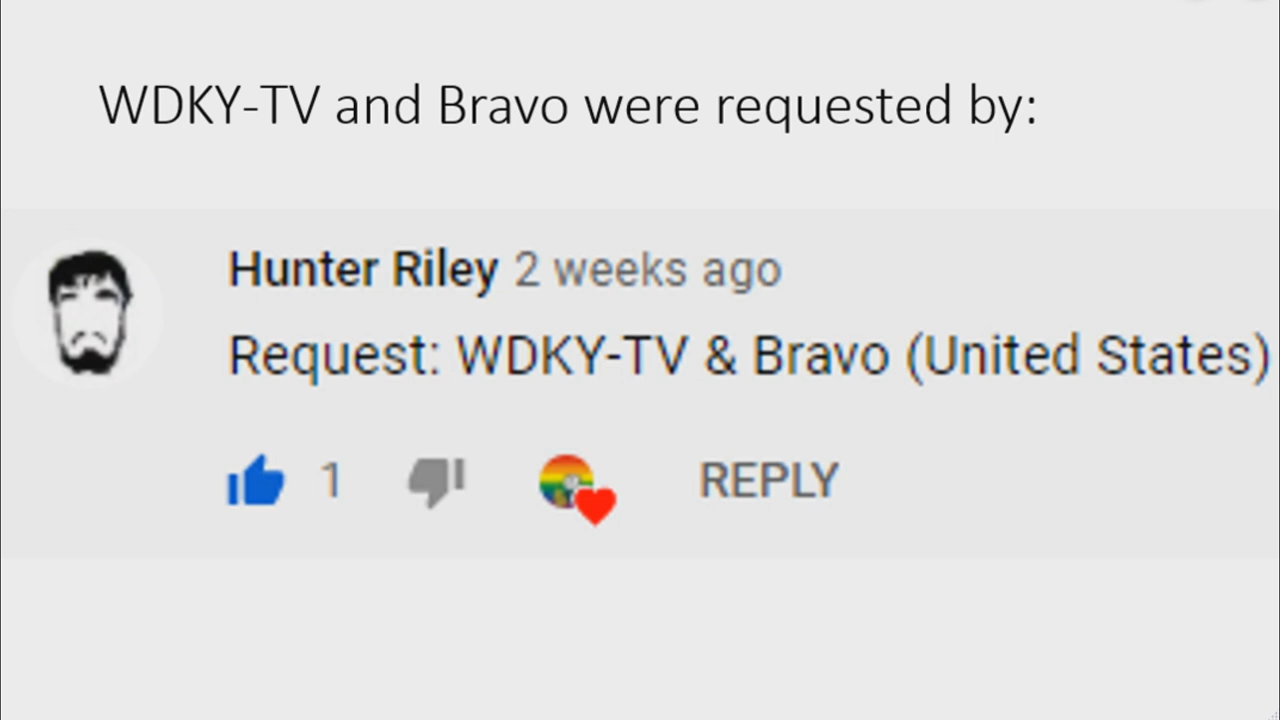 WDKY-TV and Bravo were requested by:
Hunter Riley 2 weeks ago
Request: WDKY-TV & Bravo (United States)
1 REPLY